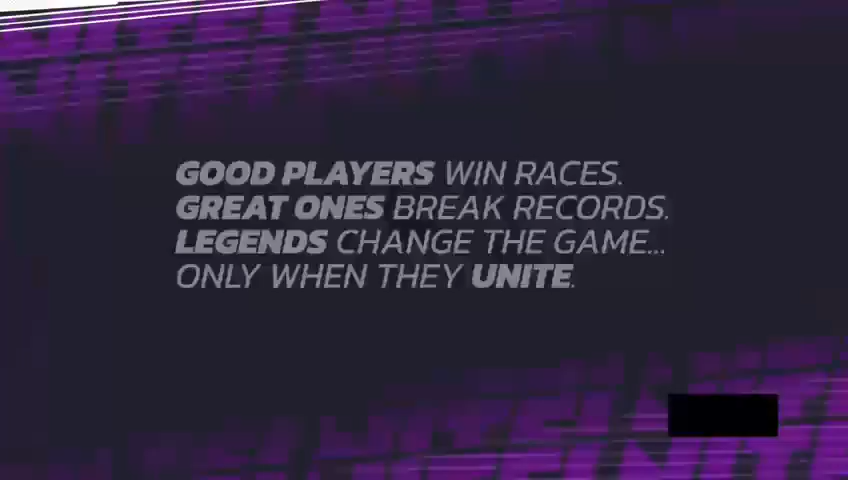 GOOD PLAYERS WIN RACES.
GREAT ONES BREAK RECORDS.
LEGENDS CHANGE THE GAME...
ONLY WHEN THEY UNITE.